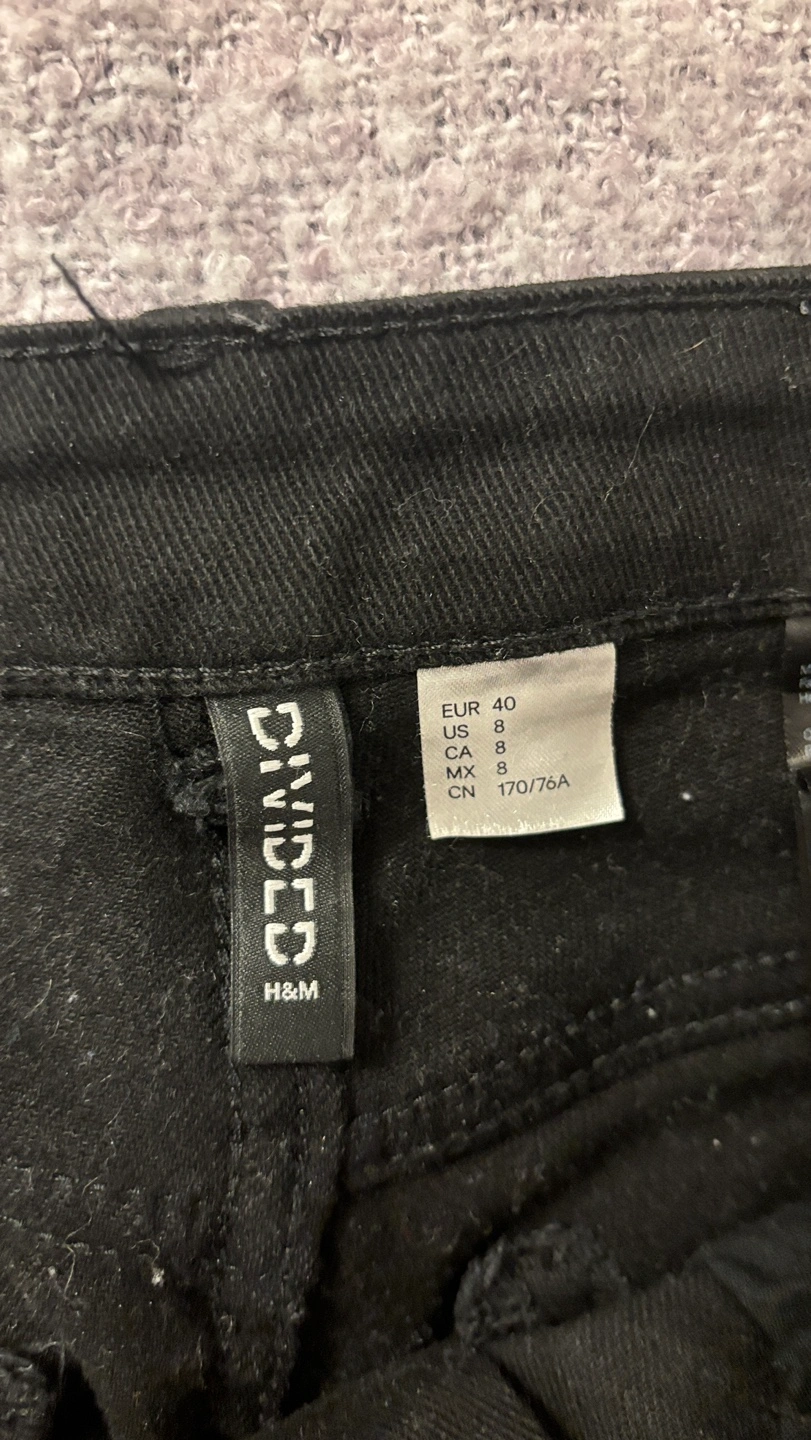 DIVIDED
H&M
EUR 40
US 8
CA 8
MX 8
CN 170/76A